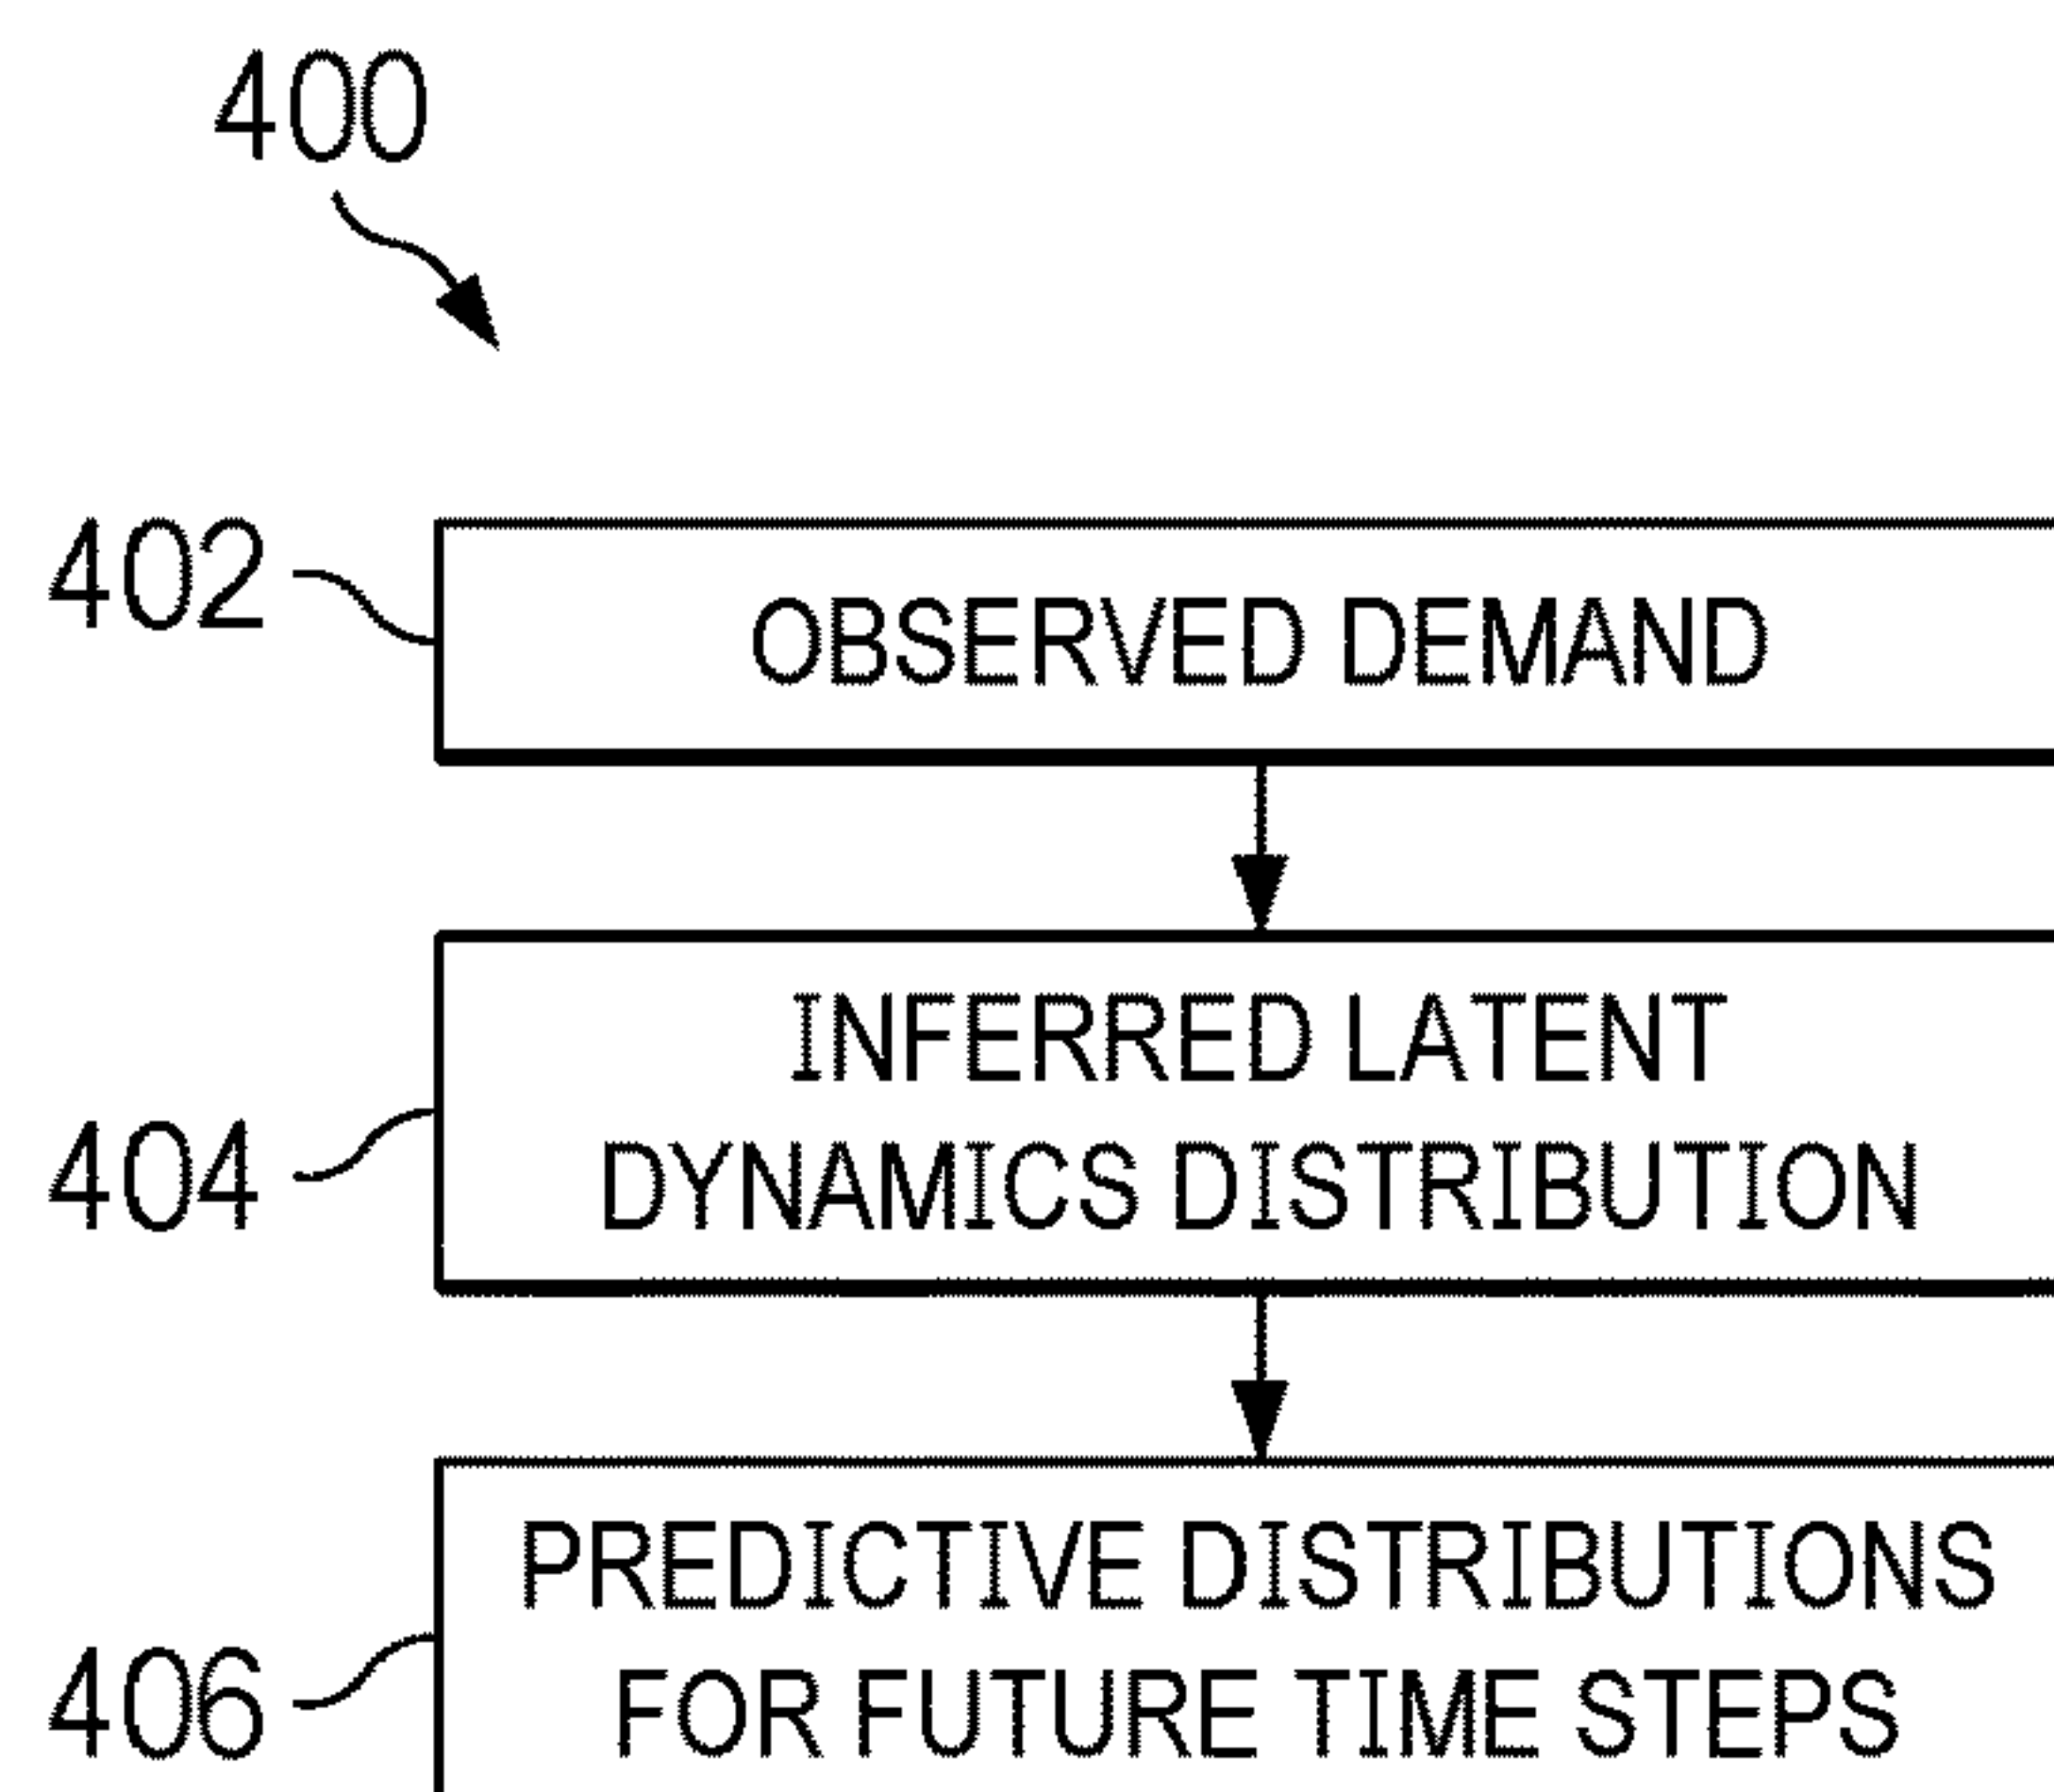 400
402
OBSERVED DEMAND
INFERRED LATENT
404
DYNAMICS DISTRIBUTION
PREDICTIVE DISTRIBUTIONS
406
FOR FUTURE TIME STEPS